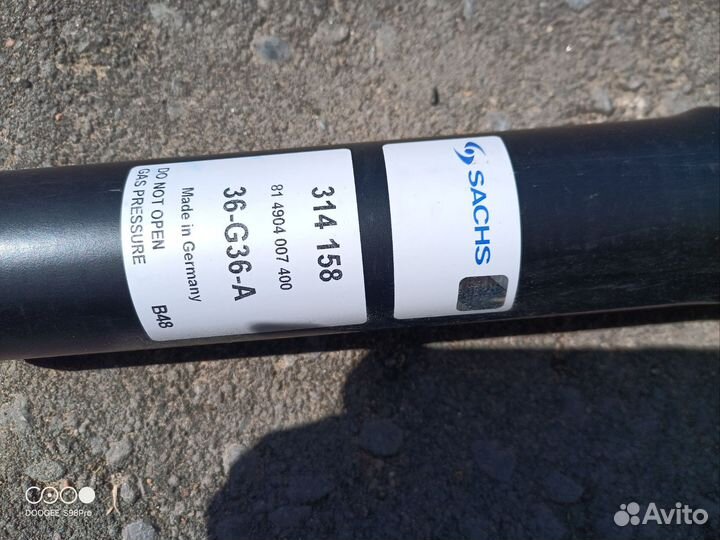 SACHS
314 158
81 4904 007 400
36-G36-A
Made in Germany
DO NOT OPEN
GAS PRESSURE
B48
DOOGEE S98Pro
Avito